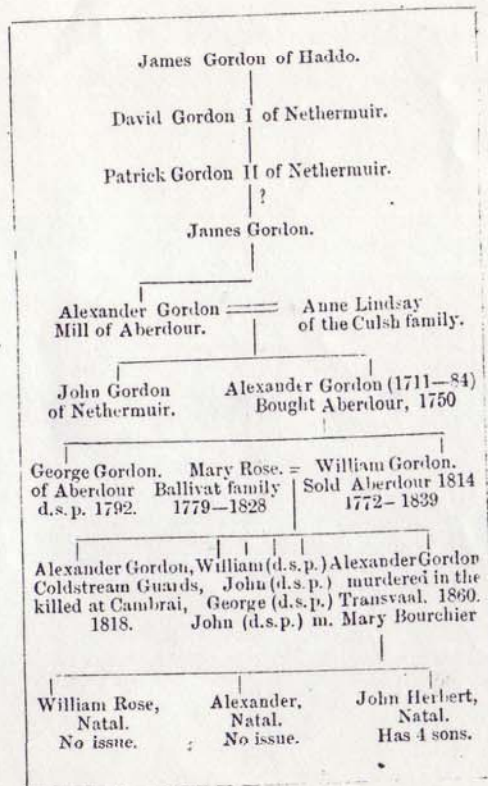 James Gordon of Haddo.
David Gordon I of Nethermuir.
Patrick Gordon II of Nethermuir.
?
James Gordon.
Alexander Gordon == Anne Lindsay
Mill of Aberdour. of the Culsh family.
John Gordon Alexander Gordon (1711—84)
of Nethermuir. Bought Aberdour, 1750
George Gordon. Mary Rose. = William Gordon.
of Aberdour Ballivat family Sold Aberdour 1814
d.s.p. 1792. 1779—1828 1772—1839
Alexander Gordon, William (d.s.p.) Alexander Gordon
Coldstream Guards, John (d.s.p.) murdered in the
killed at Cambrai, George (d.s.p.) Transvaal. 1860.
1818. John (d.s.p.) m. Mary Bourchier
William Rose, Alexander, John Herbert,
Natal. Natal. Natal.
No issue. No issue. Has 4 sons.